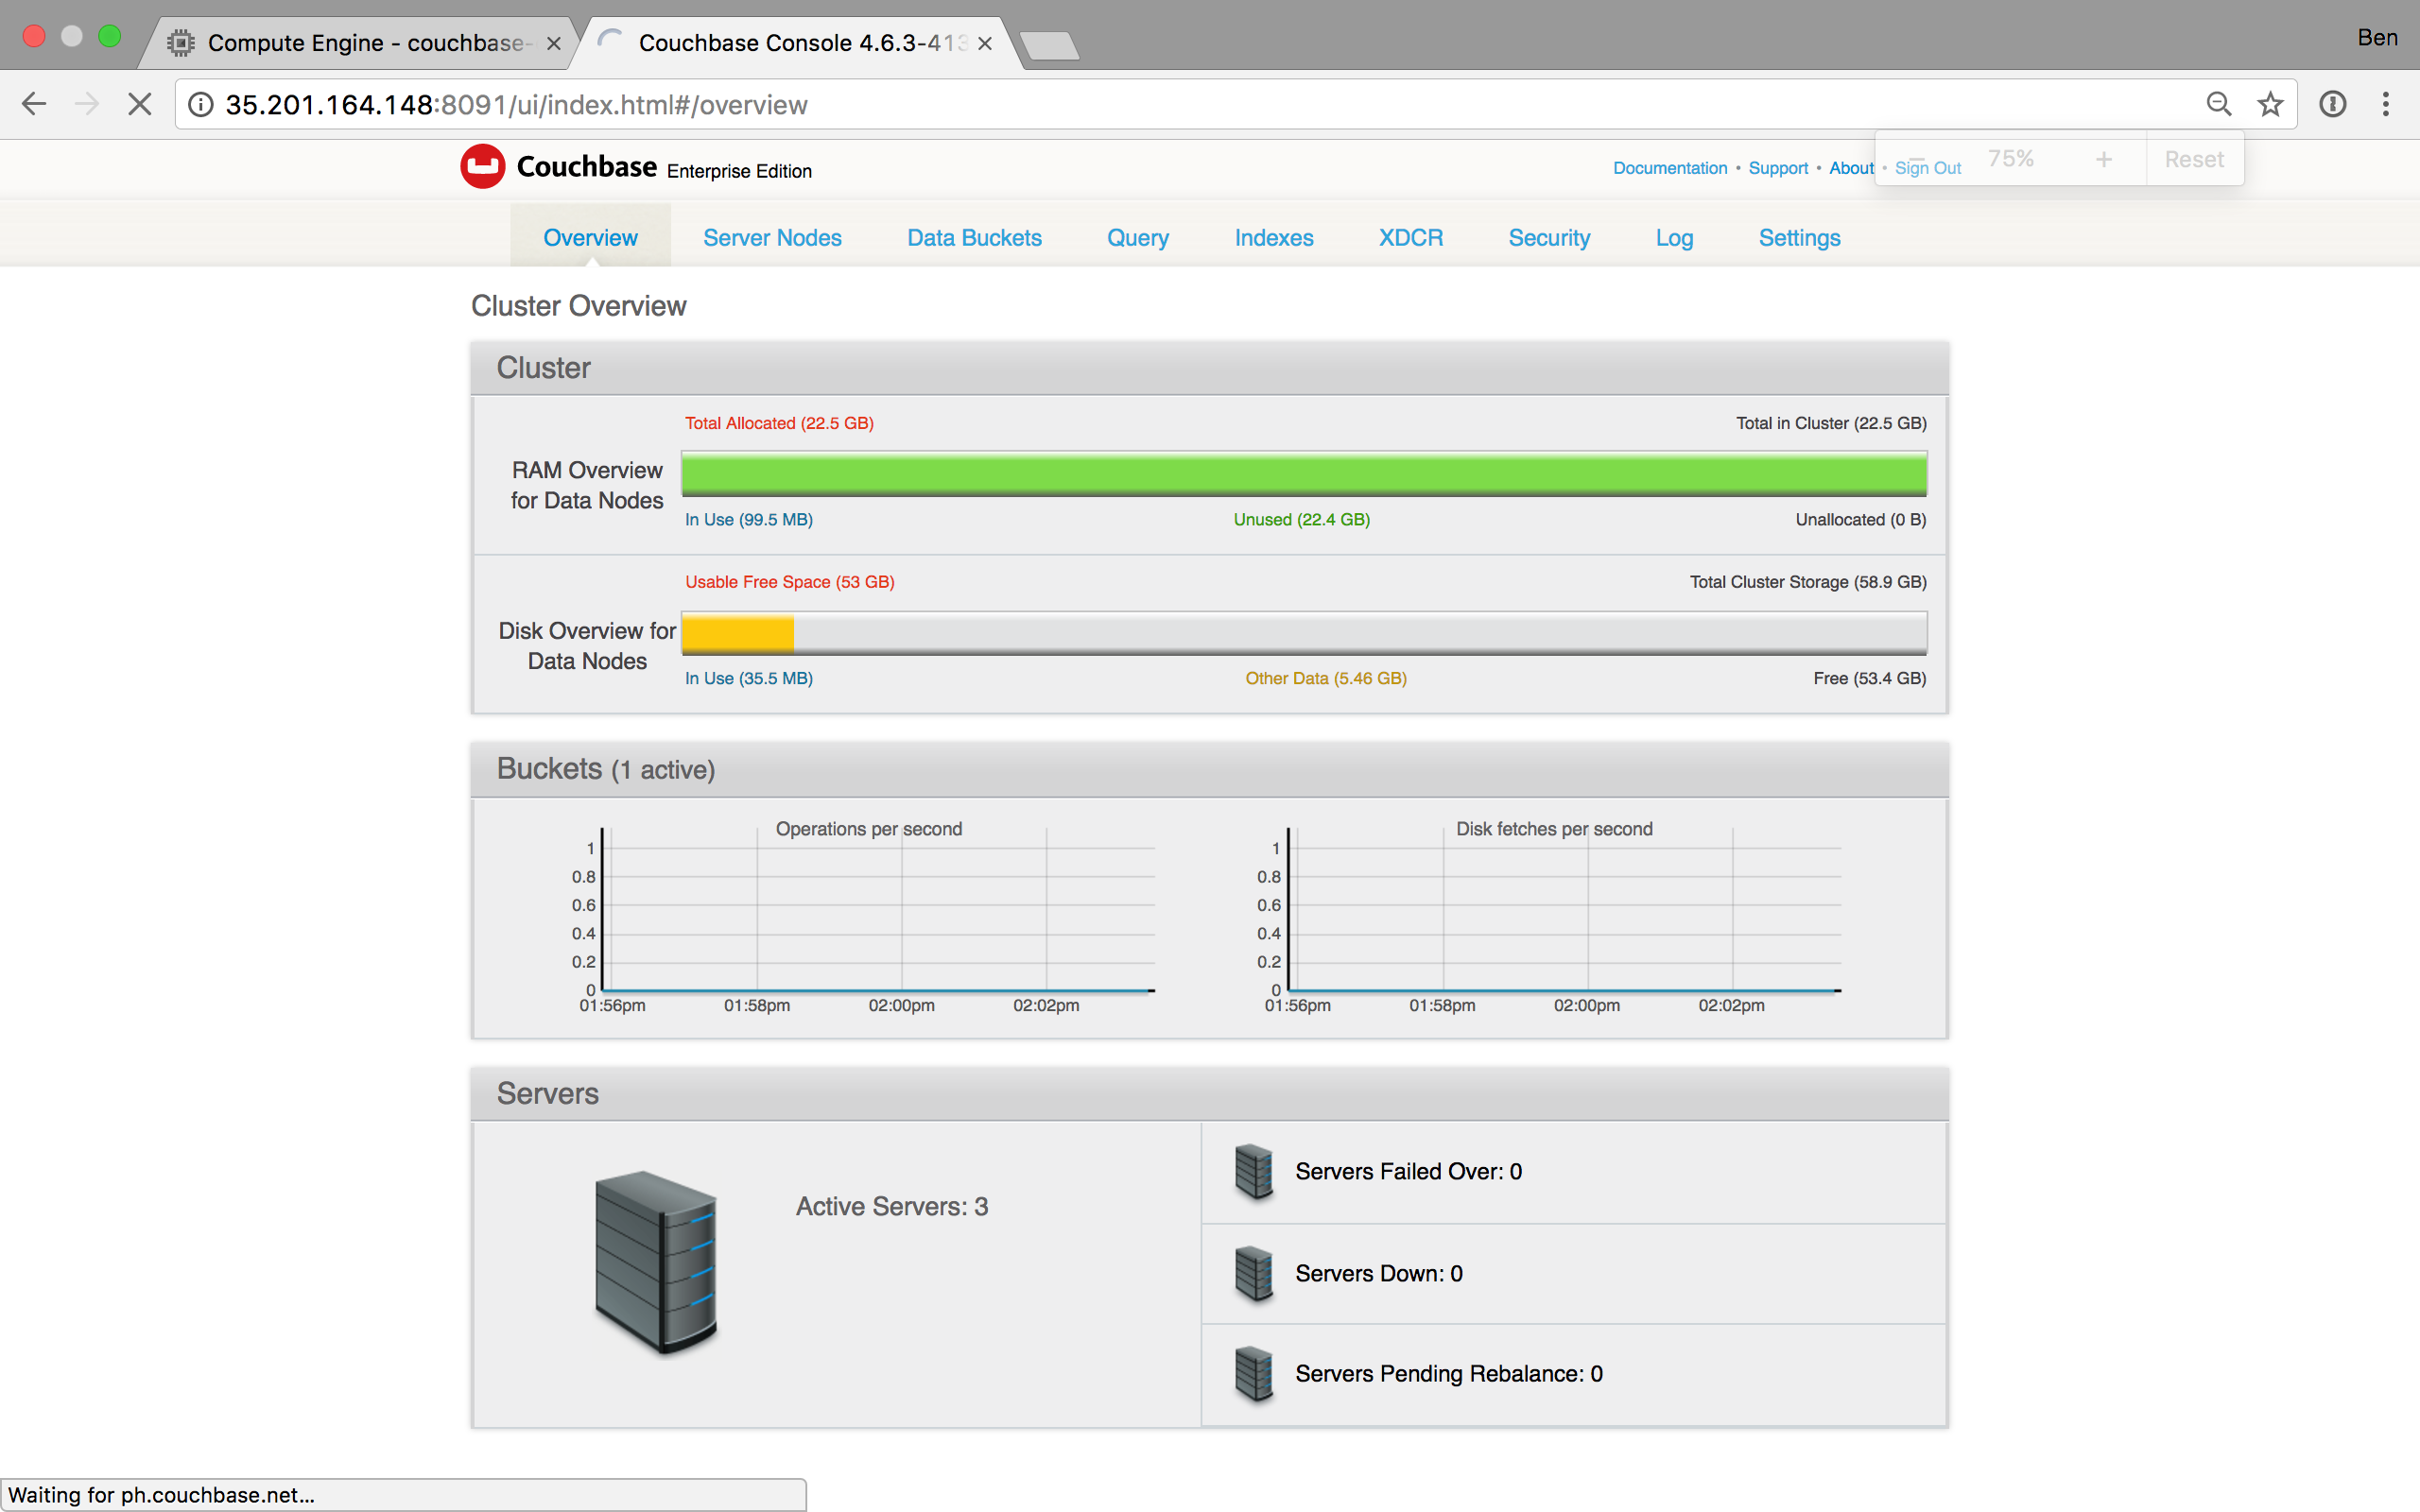 Compute Engine - couchbase-
Couchbase Console 4.6.3-413
Ben
35.201.164.148:8091/ui/index.html#/overview
Couchbase Enterprise Edition
Documentation • Support • About • Sign Out
75% + Reset
Overview Server Nodes Data Buckets Query Indexes XDCR Security Log Settings
Cluster Overview
Cluster
Total Allocated (22.5 GB) Total in Cluster (22.5 GB)
RAM Overview
for Data Nodes
In Use (99.5 MB) Unused (22.4 GB) Unallocated (0 B)
Usable Free Space (53 GB) Total Cluster Storage (58.9 GB)
Disk Overview for
Data Nodes
In Use (35.5 MB) Other Data (5.46 GB) Free (53.4 GB)
Buckets (1 active)
Operations per second
1
0.8
0.6
0.4
0.2
0
01:56pm 01:58pm 02:00pm 02:02pm
Disk fetches per second
1
0.8
0.6
0.4
0.2
0
01:56pm 01:58pm 02:00pm 02:02pm
Servers
Active Servers: 3
Servers Failed Over: 0
Servers Down: 0
Servers Pending Rebalance: 0
Waiting for ph.couchbase.net...